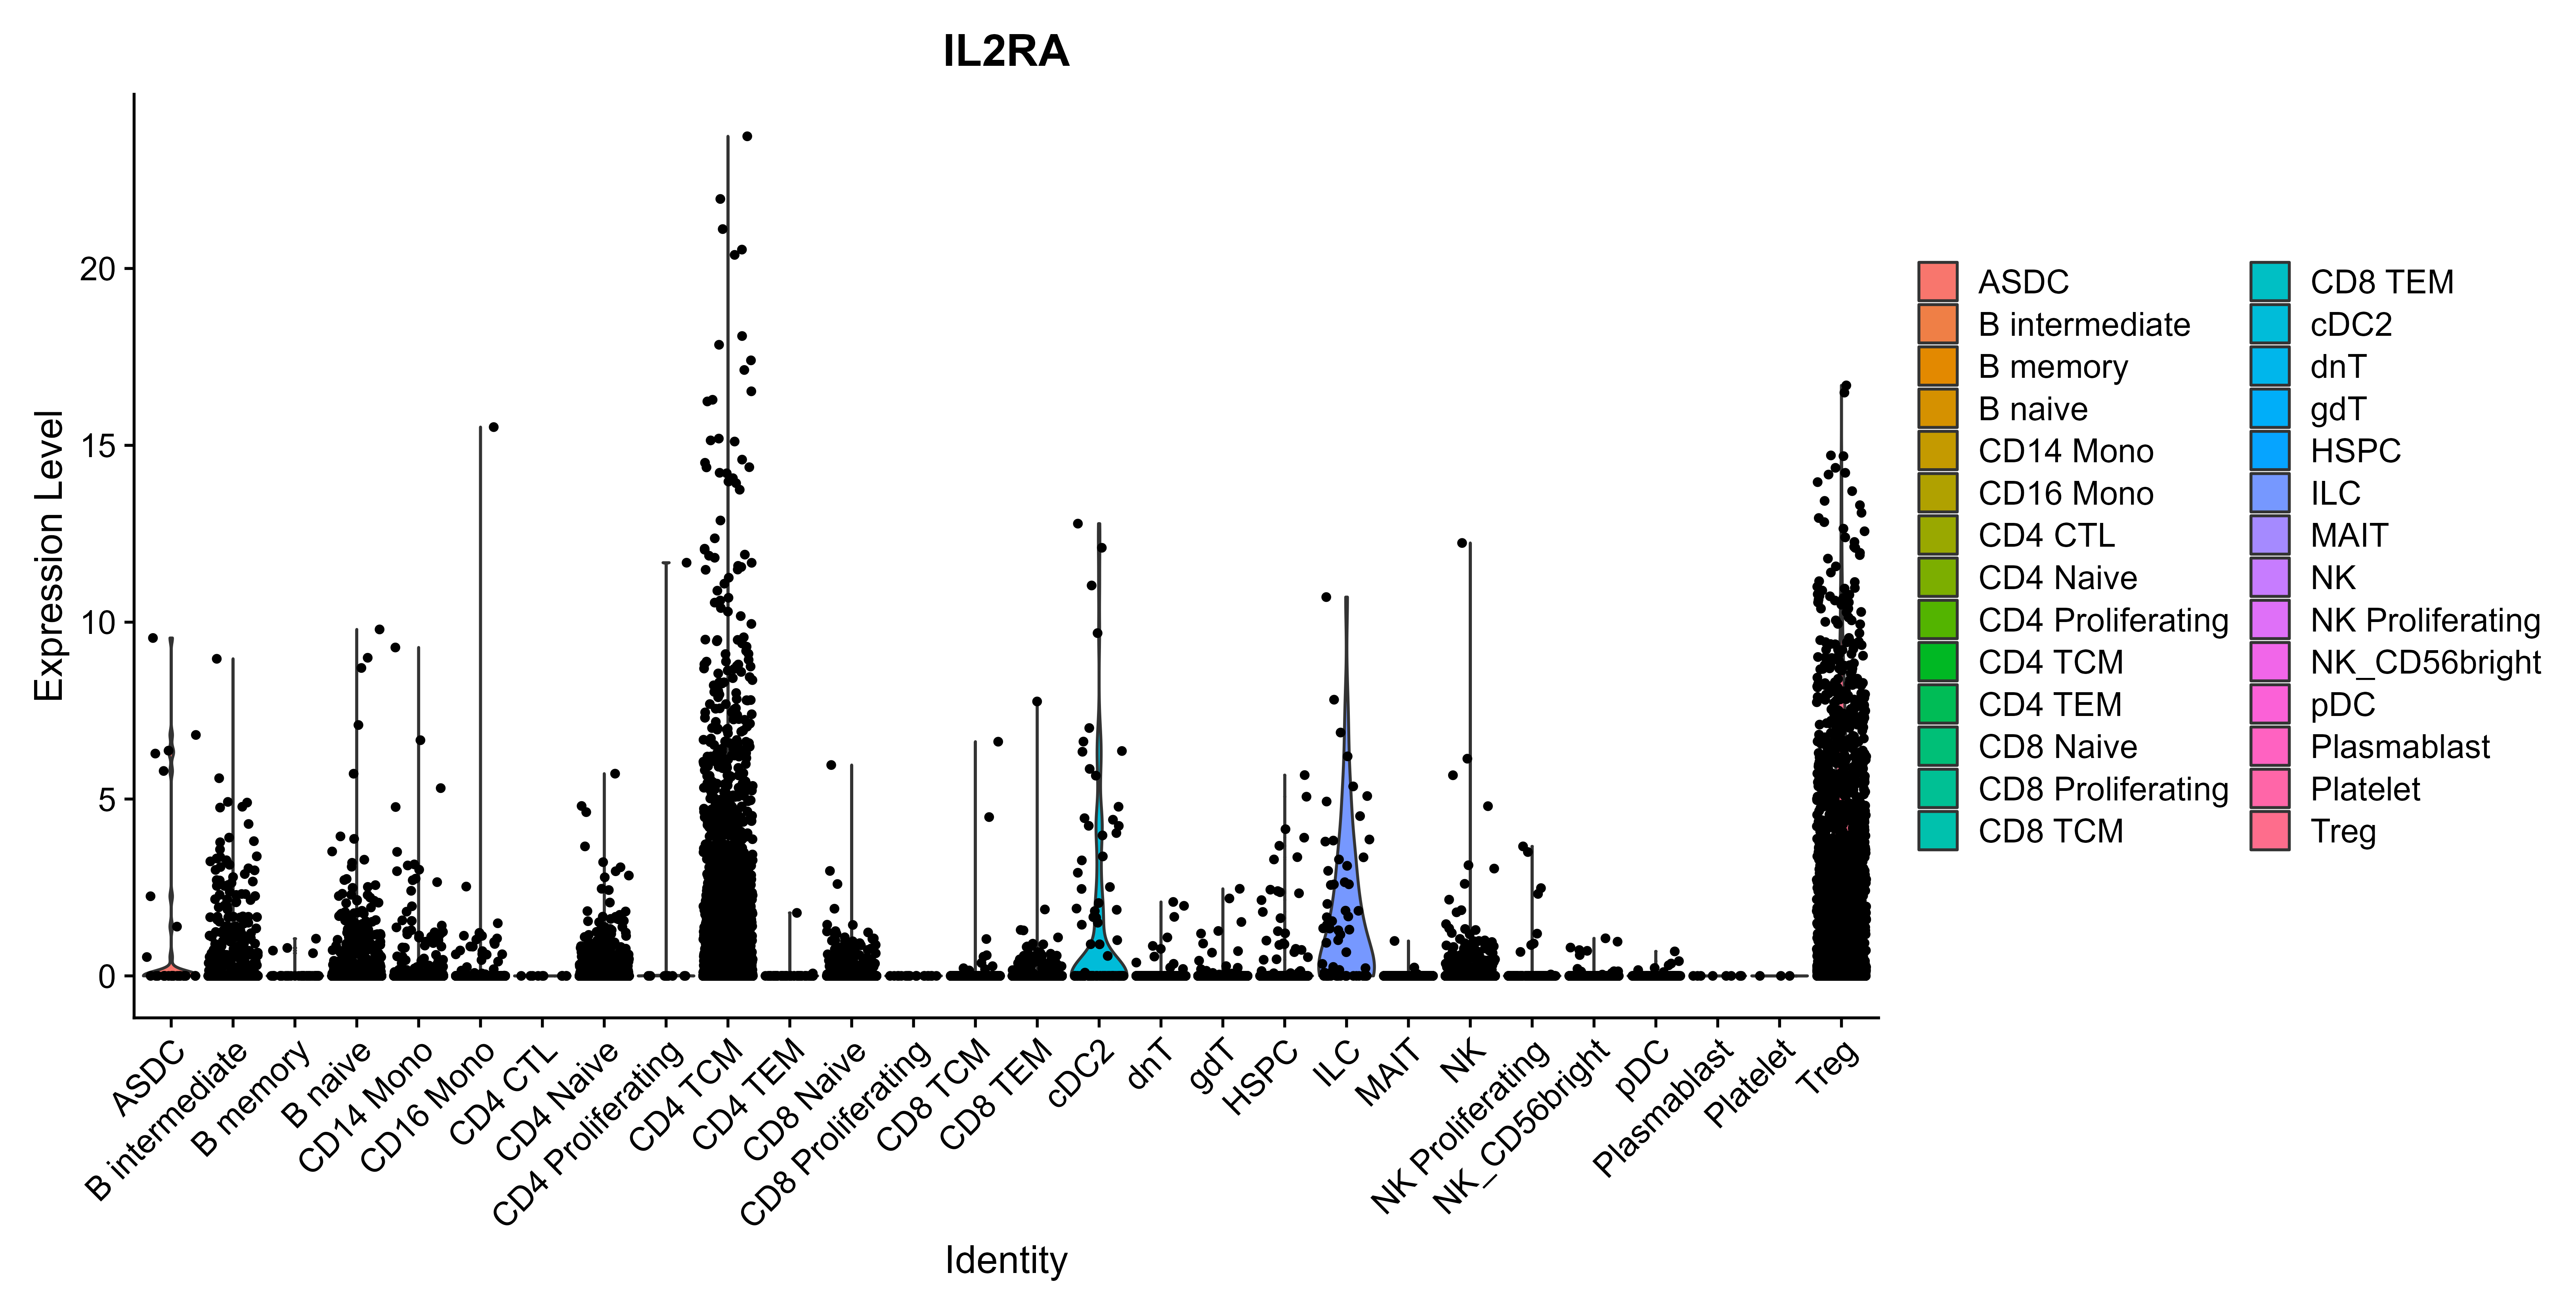 IL2RA
Expression Level
20
15
10
5
0
ASDC
B intermediate
B memory
B naive
CD14 Mono
CD16 Mono
CD4 CTL
CD4 Naive
CD4 Proliferating
CD4 TCM
CD4 TEM
CD8 Naive
CD8 Proliferating
CD8 TCM
CD8 TEM
cDC2
dnT
gdT
HSPC
ILC
MAIT
NK
NK Proliferating
NK_CD56bright
pDC
Plasmablast
Platelet
Treg
Identity
ASDC
B intermediate
B memory
B naive
CD14 Mono
CD16 Mono
CD4 CTL
CD4 Naive
CD4 Proliferating
CD4 TCM
CD4 TEM
CD8 Naive
CD8 Proliferating
CD8 TCM
CD8 TEM
cDC2
dnT
gdT
HSPC
ILC
MAIT
NK
NK Proliferating
NK_CD56bright
pDC
Plasmablast
Platelet
Treg